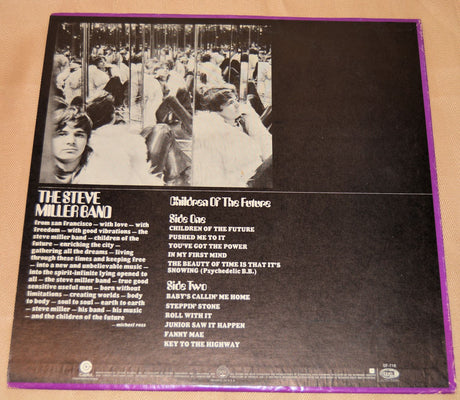 THE STEVE
MILLER BAND
from san francisco — with love — with
freedom — with good vibrations — the
steve miller band — children of the
future — enriching the city —
gathering all the dreams — living
through these times and keeping free
— into a new and unbelievable music —
into the spirit-infinite lying opened to
all — the steve miller band — true good
sensitive useful men — born without
limitations — creating worlds — body
to body — soul to soul — earth to earth
— steve miller — his band — his music
— and the children of the future
— michael ross
Children Of The Future
Side One
CHILDREN OF THE FUTURE
PUSHED ME TO IT
YOU'VE GOT THE POWER
IN MY FIRST MIND
THE BEAUTY OF TIME IS THAT IT'S
SNOWING (Psychedelic B.B.)
Side Two
BABY'S CALLIN' ME HOME
STEPPIN' STONE
ROLL WITH IT
JUNIOR SAW IT HAPPEN
FANNY MAE
KEY TO THE HIGHWAY